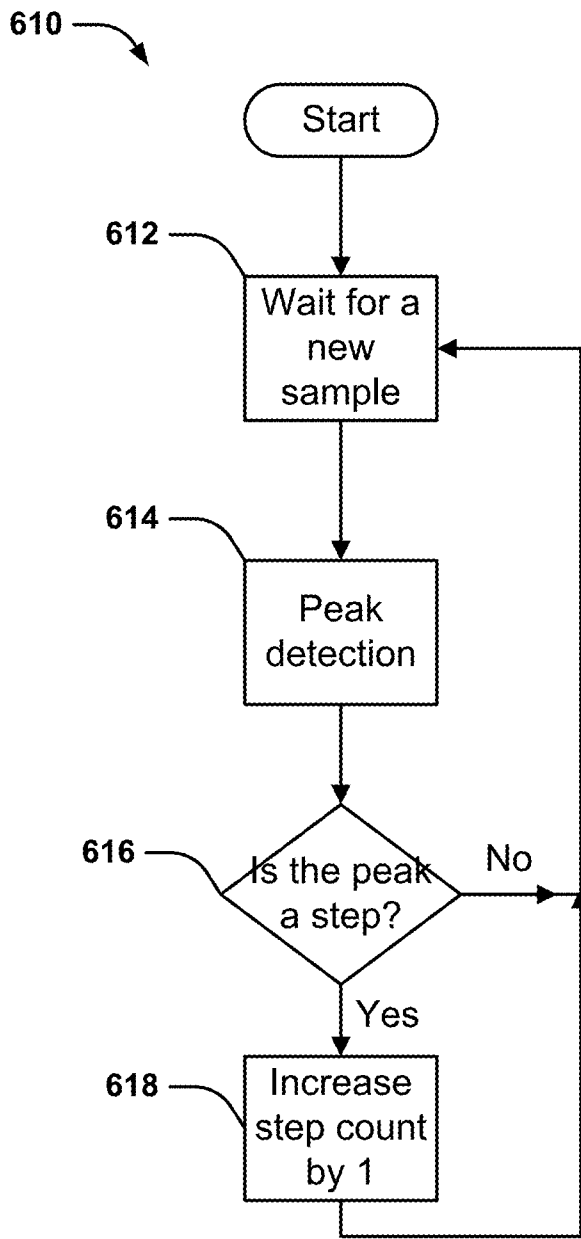 610
Start
612
Wait for a
new
sample
614
Peak
detection
616
Is the peak
a step?
No
Yes
618
Increase
step count
by 1